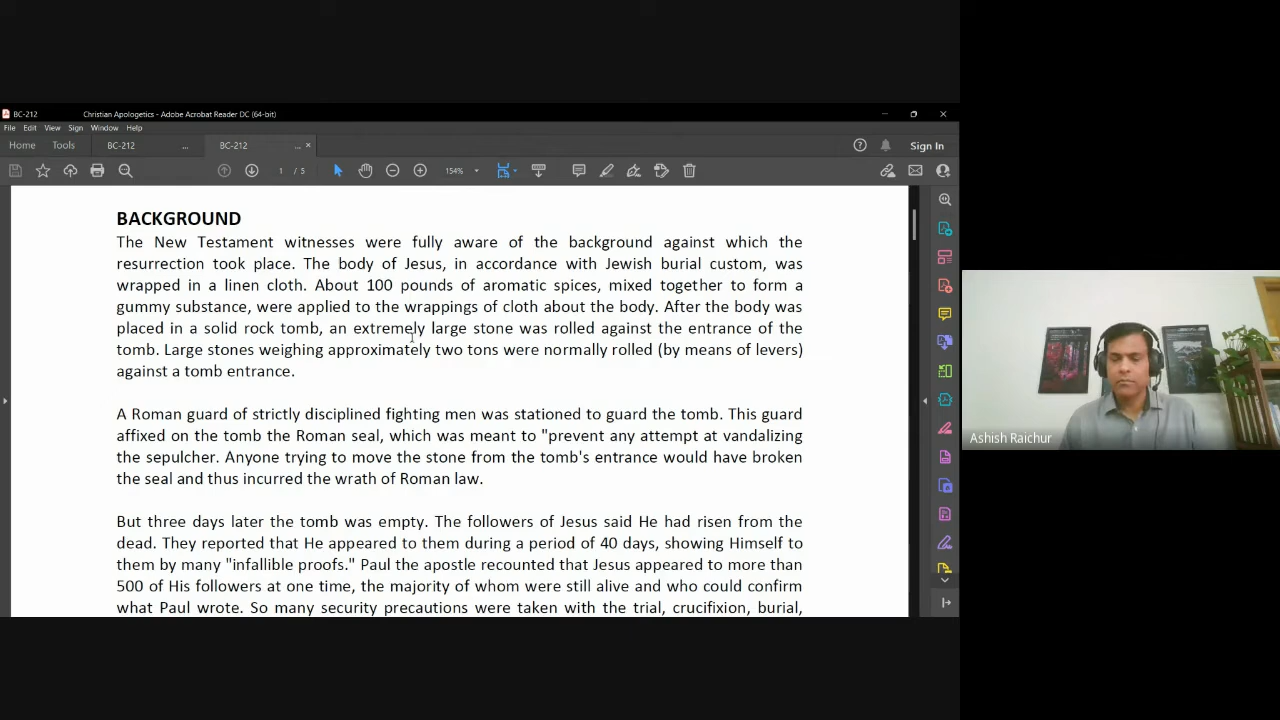 BC-212 Christian Apologetics - Adobe Acrobat Reader DC (64-bit)
File Edit View Sign Window Help
Home Tools BC-212 ... BC-212 ... × Sign In
1 / 5 154%
BACKGROUND
The New Testament witnesses were fully aware of the background against which the
resurrection took place. The body of Jesus, in accordance with Jewish burial custom, was
wrapped in a linen cloth. About 100 pounds of aromatic spices, mixed together to form a
gummy substance, were applied to the wrappings of cloth about the body. After the body was
placed in a solid rock tomb, an extremely large stone was rolled against the entrance of the
tomb. Large stones weighing approximately two tons were normally rolled (by means of levers)
against a tomb entrance.
A Roman guard of strictly disciplined fighting men was stationed to guard the tomb. This guard
affixed on the tomb the Roman seal, which was meant to "prevent any attempt at vandalizing
the sepulcher. Anyone trying to move the stone from the tomb's entrance would have broken
the seal and thus incurred the wrath of Roman law.
But three days later the tomb was empty. The followers of Jesus said He had risen from the
dead. They reported that He appeared to them during a period of 40 days, showing Himself to
them by many "infallible proofs." Paul the apostle recounted that Jesus appeared to more than
500 of His followers at one time, the majority of whom were still alive and who could confirm
what Paul wrote. So many security precautions were taken with the trial, crucifixion, burial,
Ashish Raichur